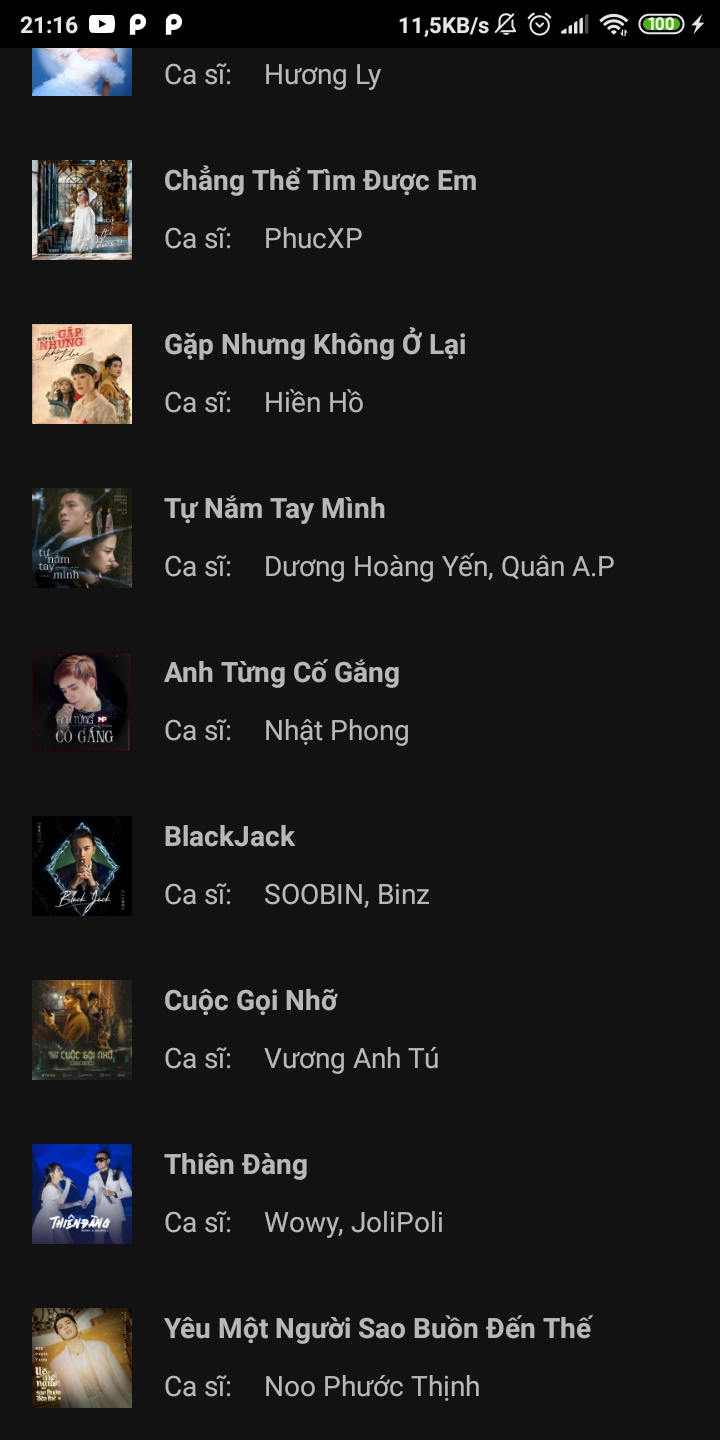 21:16 11,5KB/s 100
Ca sĩ: Hương Ly
Chẳng Thể Tìm Được Em
Ca sĩ: PhucXP
GẶP
NHƯNG
Gặp Nhưng Không Ở Lại
Ca sĩ: Hiền Hồ
tự
nắm
tay
mình
Tự Nắm Tay Mình
Ca sĩ: Dương Hoàng Yến, Quân A.P
ANH TỪNG NP
CỐ GẮNG
Anh Từng Cố Gắng
Ca sĩ: Nhật Phong
Black Jack
BlackJack
Ca sĩ: SOOBIN, Binz
CUỘC GỌI NHỠ
Cuộc Gọi Nhỡ
Ca sĩ: Vương Anh Tú
THIÊN ĐÀNG
Thiên Đàng
Ca sĩ: Wowy, JoliPoli
Yêu Một Người Sao Buồn Đến Thế
Ca sĩ: Noo Phước Thịnh